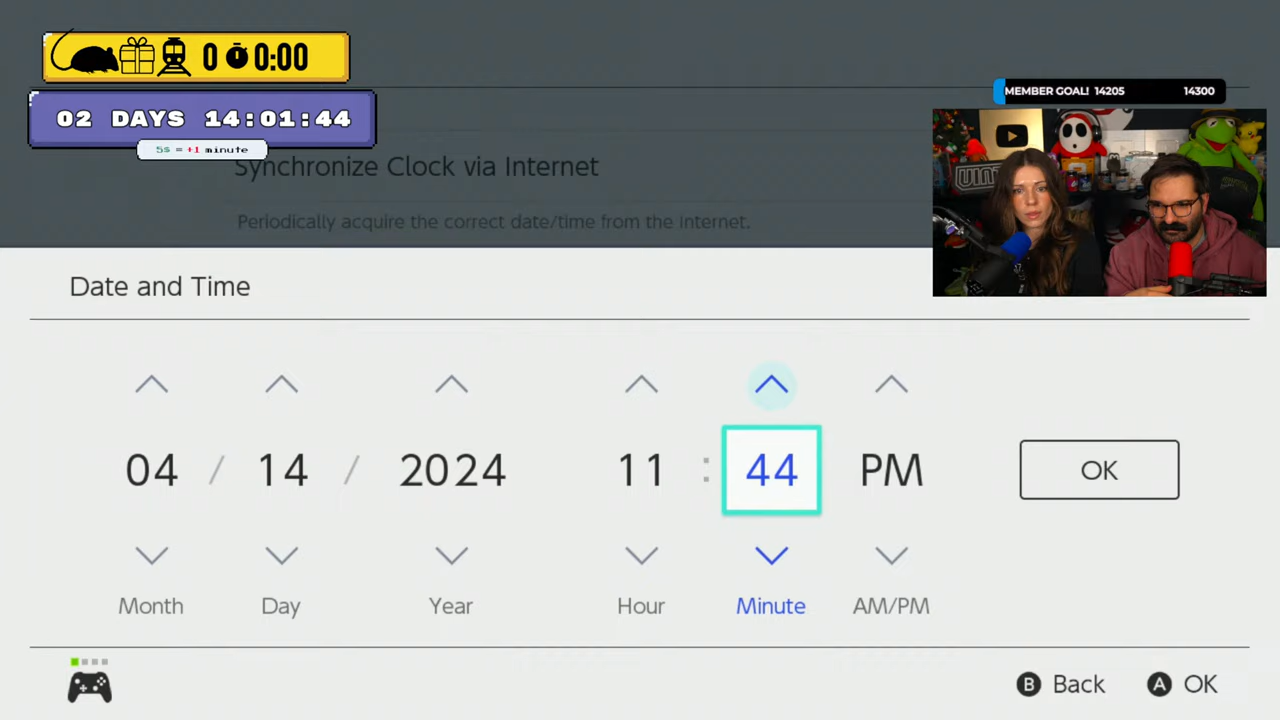 0 0:00
02 DAYS 14:01:44
5$ = +1 minute
MEMBER GOAL! 14205 14300
Synchronize Clock via Internet
Periodically acquire the correct date/time from the Internet.
Date and Time
04 / 14 / 2024 11 : 44 PM OK
Month Day Year Hour Minute AM/PM
B Back A OK